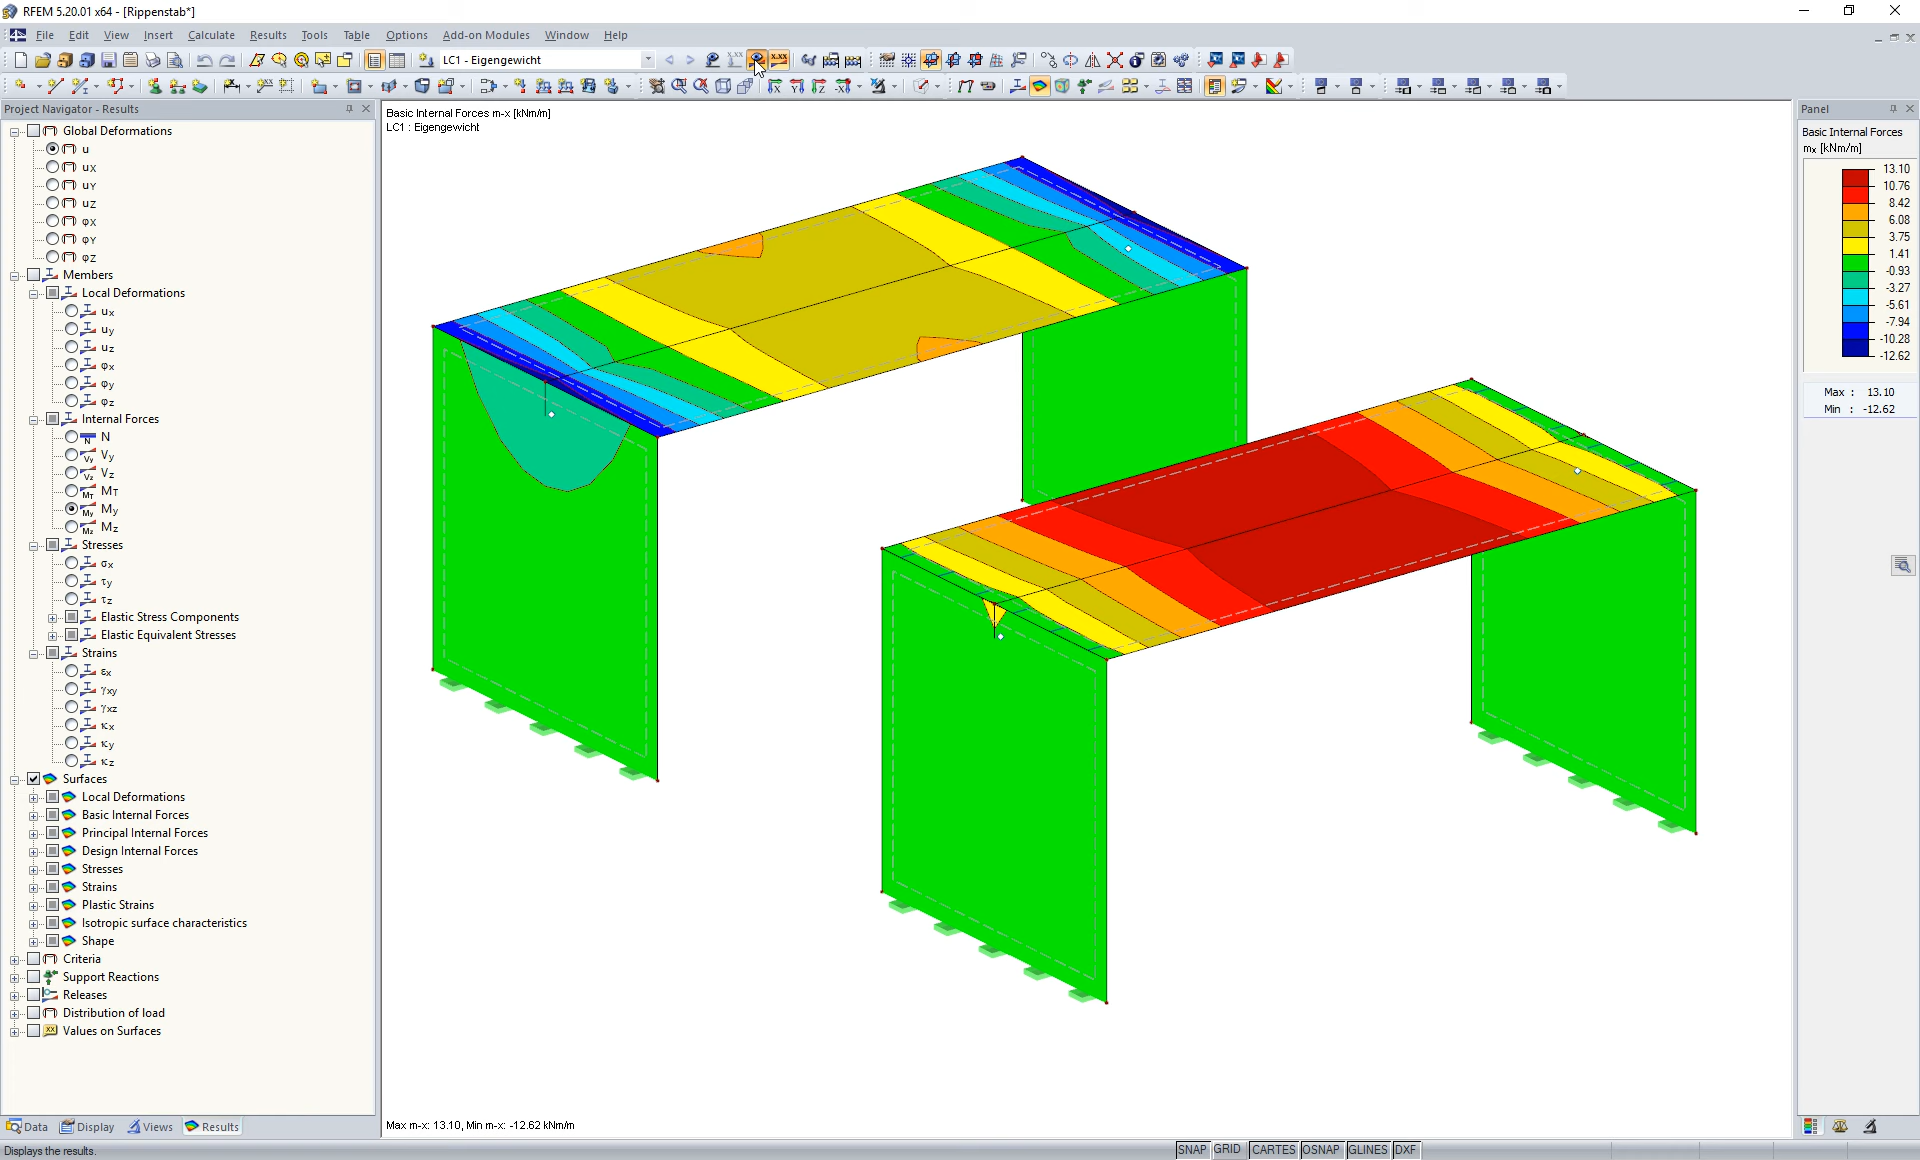 RFEM 5.20.01 x64 - [Rippenstab*]
File Edit View Insert Calculate Results Tools Table Options Add-on Modules Window Help
LC1 - Eigengewicht
Project Navigator - Results
Global Deformations
u
uX
uY
uZ
φX
φY
φZ
Members
Local Deformations
ux
uy
uz
φx
φy
φz
Internal Forces
N N
Vy Vy
Vz Vz
MT MT
My My
Mz Mz
Stresses
σx
τy
τz
Elastic Stress Components
Elastic Equivalent Stresses
Strains
εx
γxy
γxz
κx
κy
κz
Surfaces
Local Deformations
Basic Internal Forces
Principal Internal Forces
Design Internal Forces
Stresses
Strains
Plastic Strains
Isotropic surface characteristics
Shape
Criteria
Support Reactions
Releases
Distribution of load
Values on Surfaces
Data Display Views Results
Displays the results.
Basic Internal Forces m-x [kNm/m]
LC1 : Eigengewicht
Max m-x: 13.10, Min m-x: -12.62 kNm/m
Panel
Basic Internal Forces
mx [kNm/m]
13.10
10.76
8.42
6.08
3.75
1.41
-0.93
-3.27
-5.61
-7.94
-10.28
-12.62
Max : 13.10
Min : -12.62
SNAP GRID CARTES OSNAP GLINES DXF